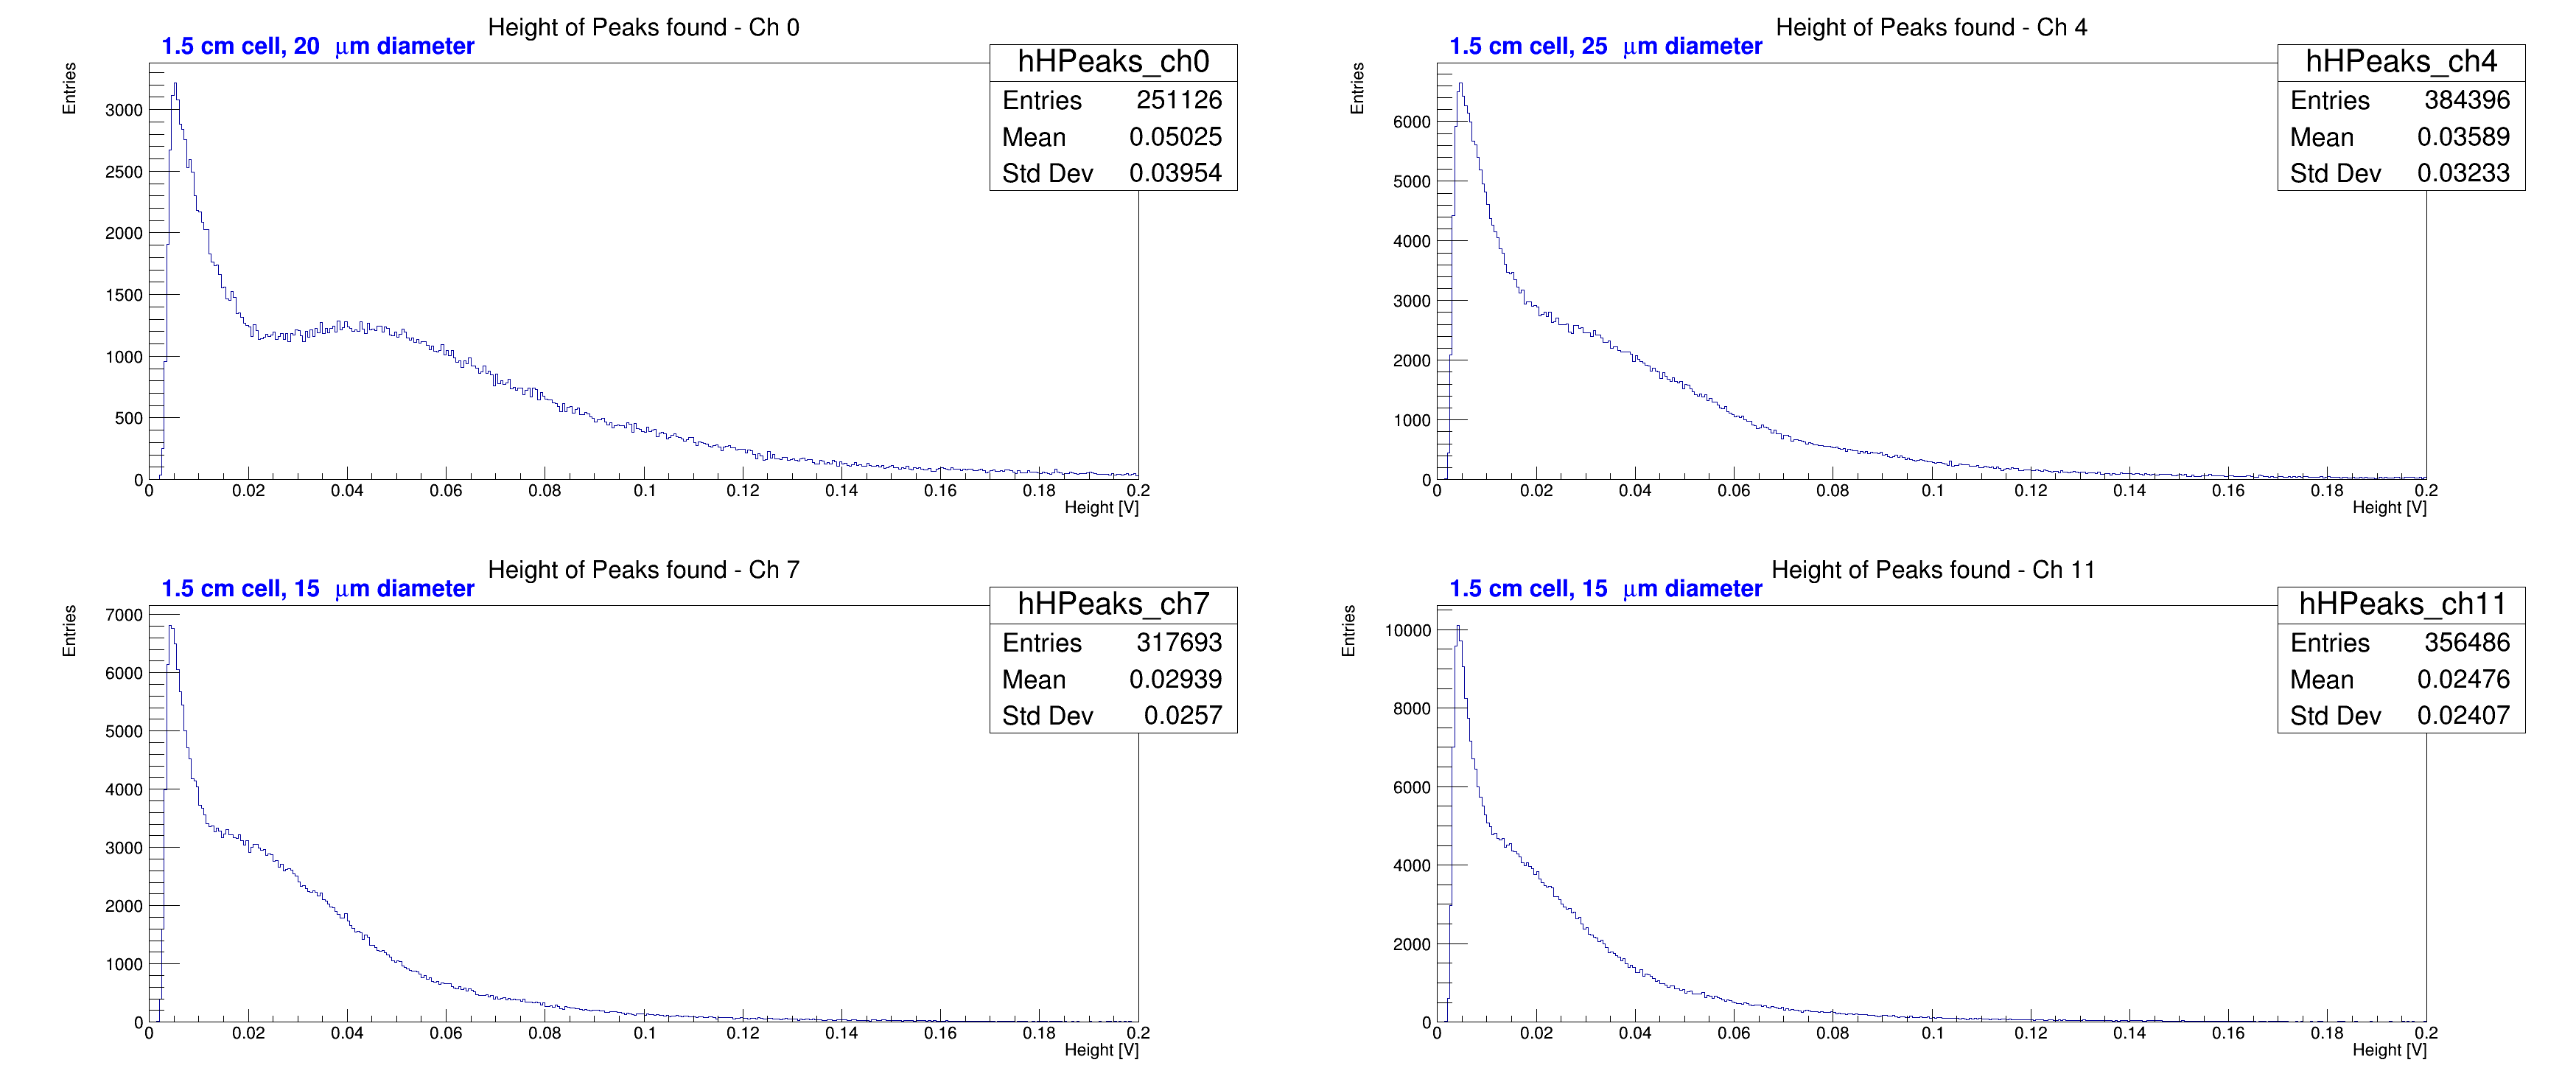 Height of Peaks found - Ch 0
1.5 cm cell, 20 μm diameter
Entries
hHPeaks_ch0
Entries 251126
Mean 0.05025
Std Dev 0.03954
3000
2500
2000
1500
1000
500
0
0 0.02 0.04 0.06 0.08 0.1 0.12 0.14 0.16 0.18 0.2
Height [V]
Height of Peaks found - Ch 4
1.5 cm cell, 25 μm diameter
Entries
hHPeaks_ch4
Entries 384396
Mean 0.03589
Std Dev 0.03233
6000
5000
4000
3000
2000
1000
0
0 0.02 0.04 0.06 0.08 0.1 0.12 0.14 0.16 0.18 0.2
Height [V]
Height of Peaks found - Ch 7
1.5 cm cell, 15 μm diameter
Entries
hHPeaks_ch7
Entries 317693
Mean 0.02939
Std Dev 0.0257
7000
6000
5000
4000
3000
2000
1000
0
0 0.02 0.04 0.06 0.08 0.1 0.12 0.14 0.16 0.18 0.2
Height [V]
Height of Peaks found - Ch 11
1.5 cm cell, 15 μm diameter
Entries
hHPeaks_ch11
Entries 356486
Mean 0.02476
Std Dev 0.02407
10000
8000
6000
4000
2000
0
0 0.02 0.04 0.06 0.08 0.1 0.12 0.14 0.16 0.18 0.2
Height [V]